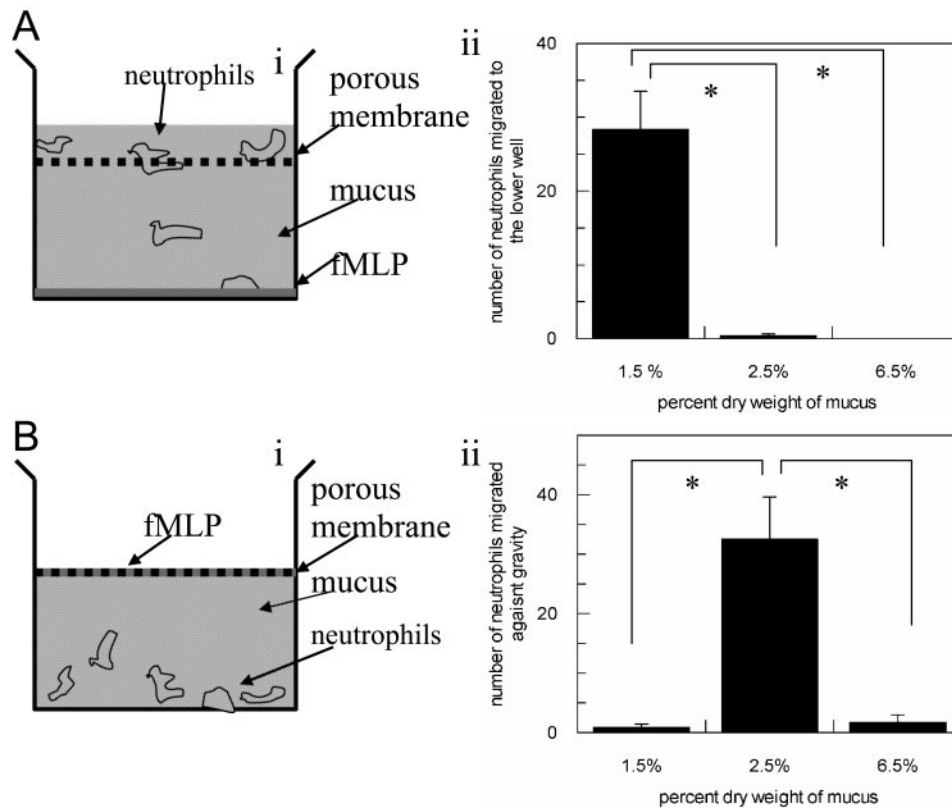 A
i
neutrophils
porous
membrane
mucus
fMLP
ii
number of neutrophils migrated to
the lower well
40
20
0
*
*
1.5 %
2.5%
6.5%
percent dry weight of mucus
B
i
fMLP
porous
membrane
mucus
neutrophils
ii
number of neutrophils migrated
agaisnt gravity
40
20
0
*
*
1.5%
2.5%
6.5%
percent dry weight of mucus